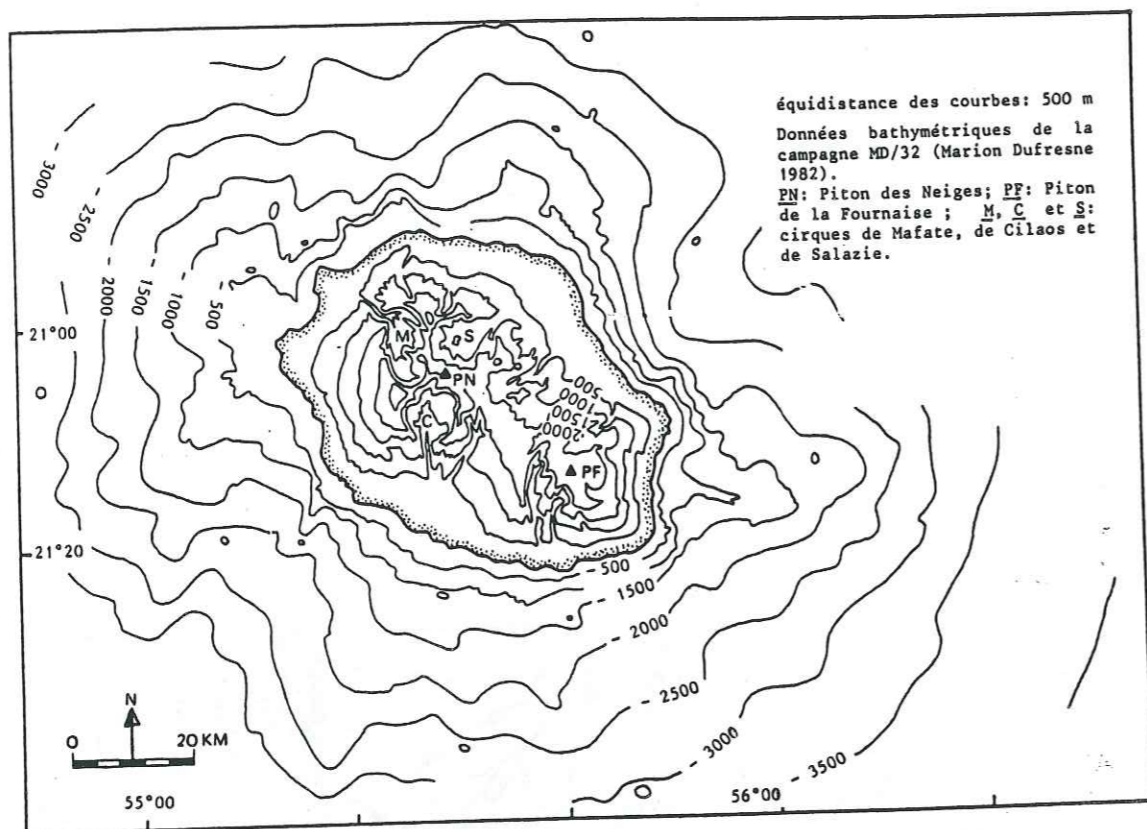 équidistance des courbes: 500 m
Données bathymétriques de la
campagne MD/32 (Marion Dufresne
1982).
PN: Piton des Neiges; PF: Piton
de la Fournaise ; M, C et S:
cirques de Mafate, de Cilaos et
de Salazie.
- 3000
- 2500
- 2000
- 1500
- 1000
- 500
21°00
M
S
PN
C
500
1000
1500
2000
PF
21°20
- 500
- 1500
- 2000
- 2500
- 3000
- 3500
N
0 20 KM
55°00
56°00